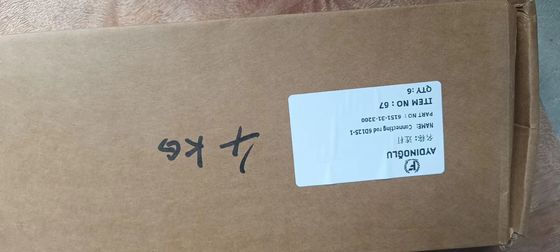 F
AYDINOĞLU
名称：连杆
NAME: Connecting rod 6D125-1
PART NO: 6151-31-3200
ITEM NO: 67
QTY: 6
4 KG